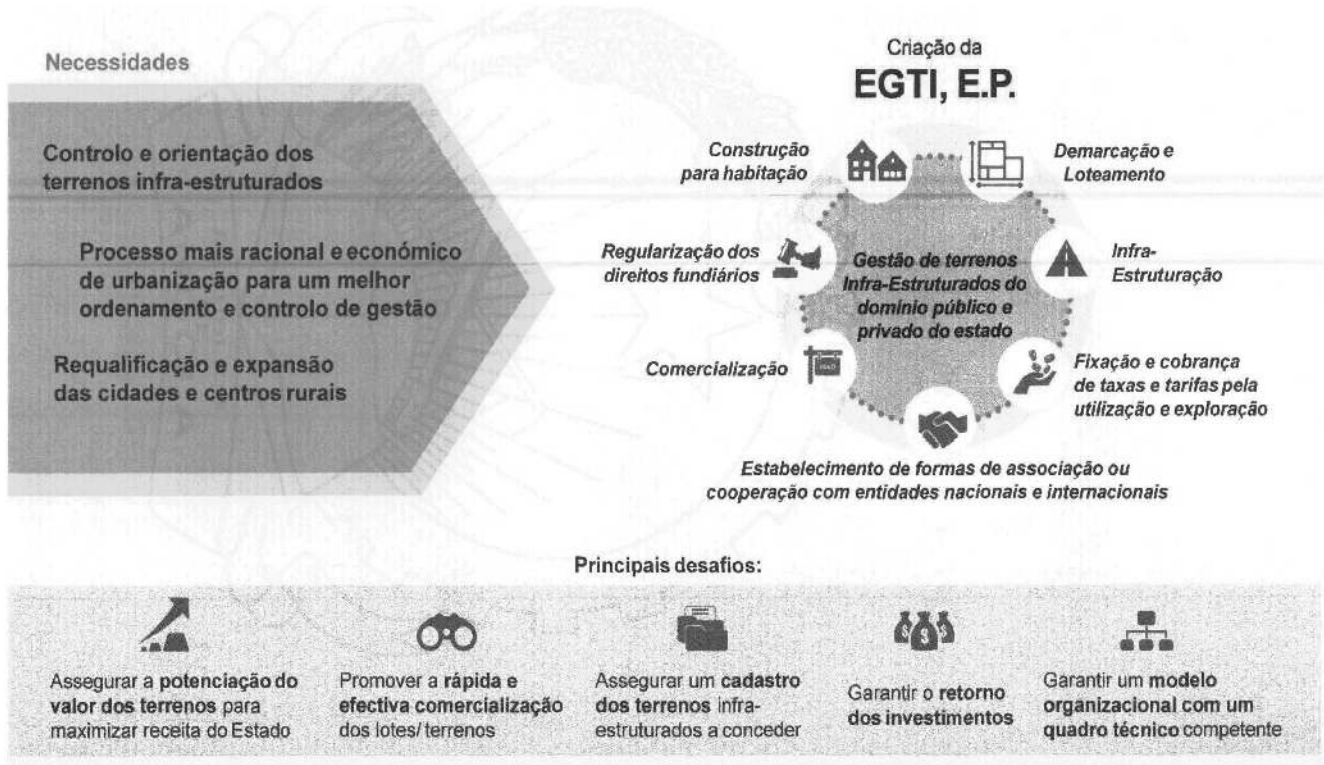 Necessidades
Controlo e orientação dos
terrenos infra-estruturados
Processo mais racional e económico
de urbanização para um melhor
ordenamento e controlo de gestão
Requalificação e expansão
das cidades e centros rurais
Criação da
EGTI, E.P.
Construção
para habitação
Demarcação e
Loteamento
Regularização dos
direitos fundiários
Gestão de terrenos
Infra-Estruturados do
domínio público e
privado do estado
Infra-
Estruturação
Comercialização
Fixação e cobrança
de taxas e tarifas pela
utilização e exploração
Estabelecimento de formas de associação ou
cooperação com entidades nacionais e internacionais
Principais desafios:
Assegurar a potenciação do
valor dos terrenos para
maximizar receita do Estado
Promover a rápida e
efectiva comercialização
dos lotes/ terrenos
Assegurar um cadastro
dos terrenos infra-
estruturados a conceder
Garantir o retorno
dos investimentos
Garantir um modelo
organizacional com um
quadro técnico competente